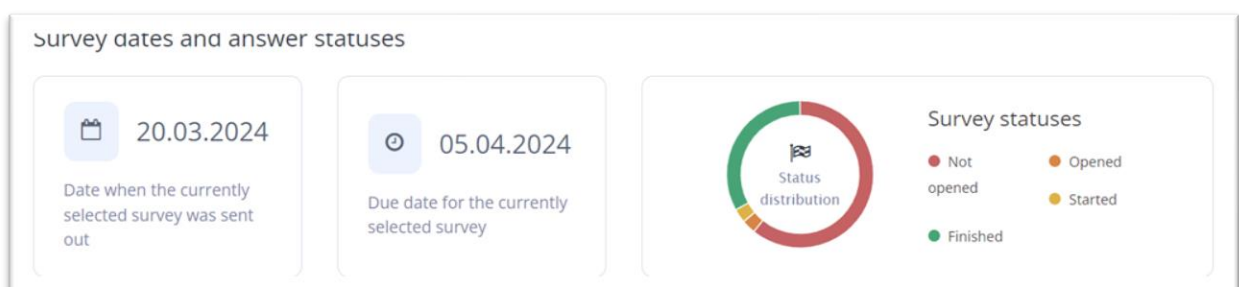 Survey dates and answer statuses
20.03.2024
Date when the currently
selected survey was sent
out
05.04.2024
Due date for the currently
selected survey
Status
distribution
Survey statuses
Not
opened
Opened
Started
Finished